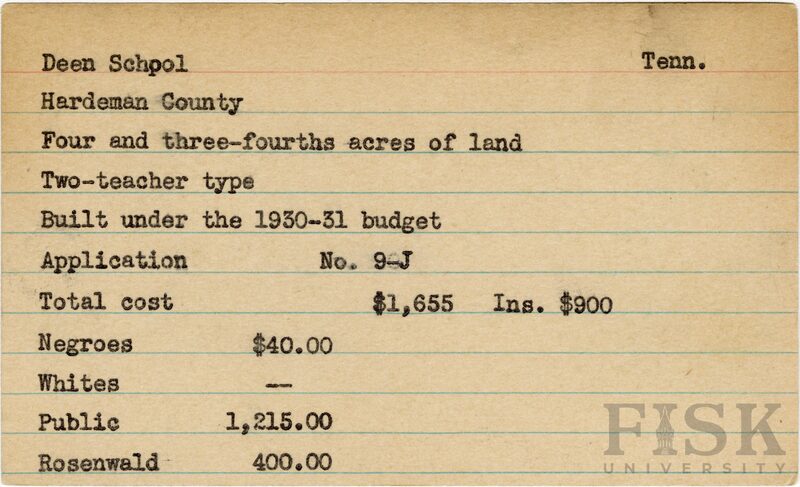 Deen School Tenn.
Hardeman County
Four and three-fourths acres of land
Two-teacher type
Built under the 1930-31 budget
Application No. 9-J
Total cost $1,655 Ins. $900
Negroes $40.00
Whites —
Public 1,215.00
Rosenwald 400.00
FISK
UNIVERSITY